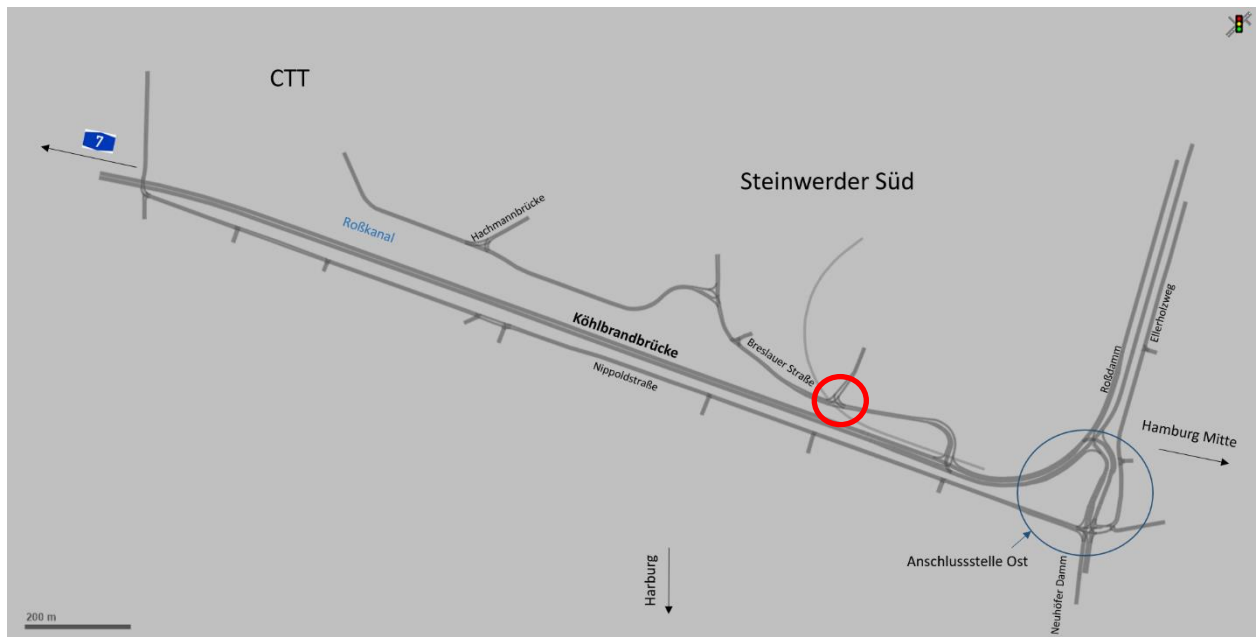 CTT
7
Steinwerder Süd
Roßkanal
Hachmannbrücke
Köhlbrandbrücke
Nippoldstraße
Breslauer Straße
Roßdamm
Ellerholzweg
Hamburg Mitte
Anschlussstelle Ost
Harburg
Neuhöfer Damm
200 m